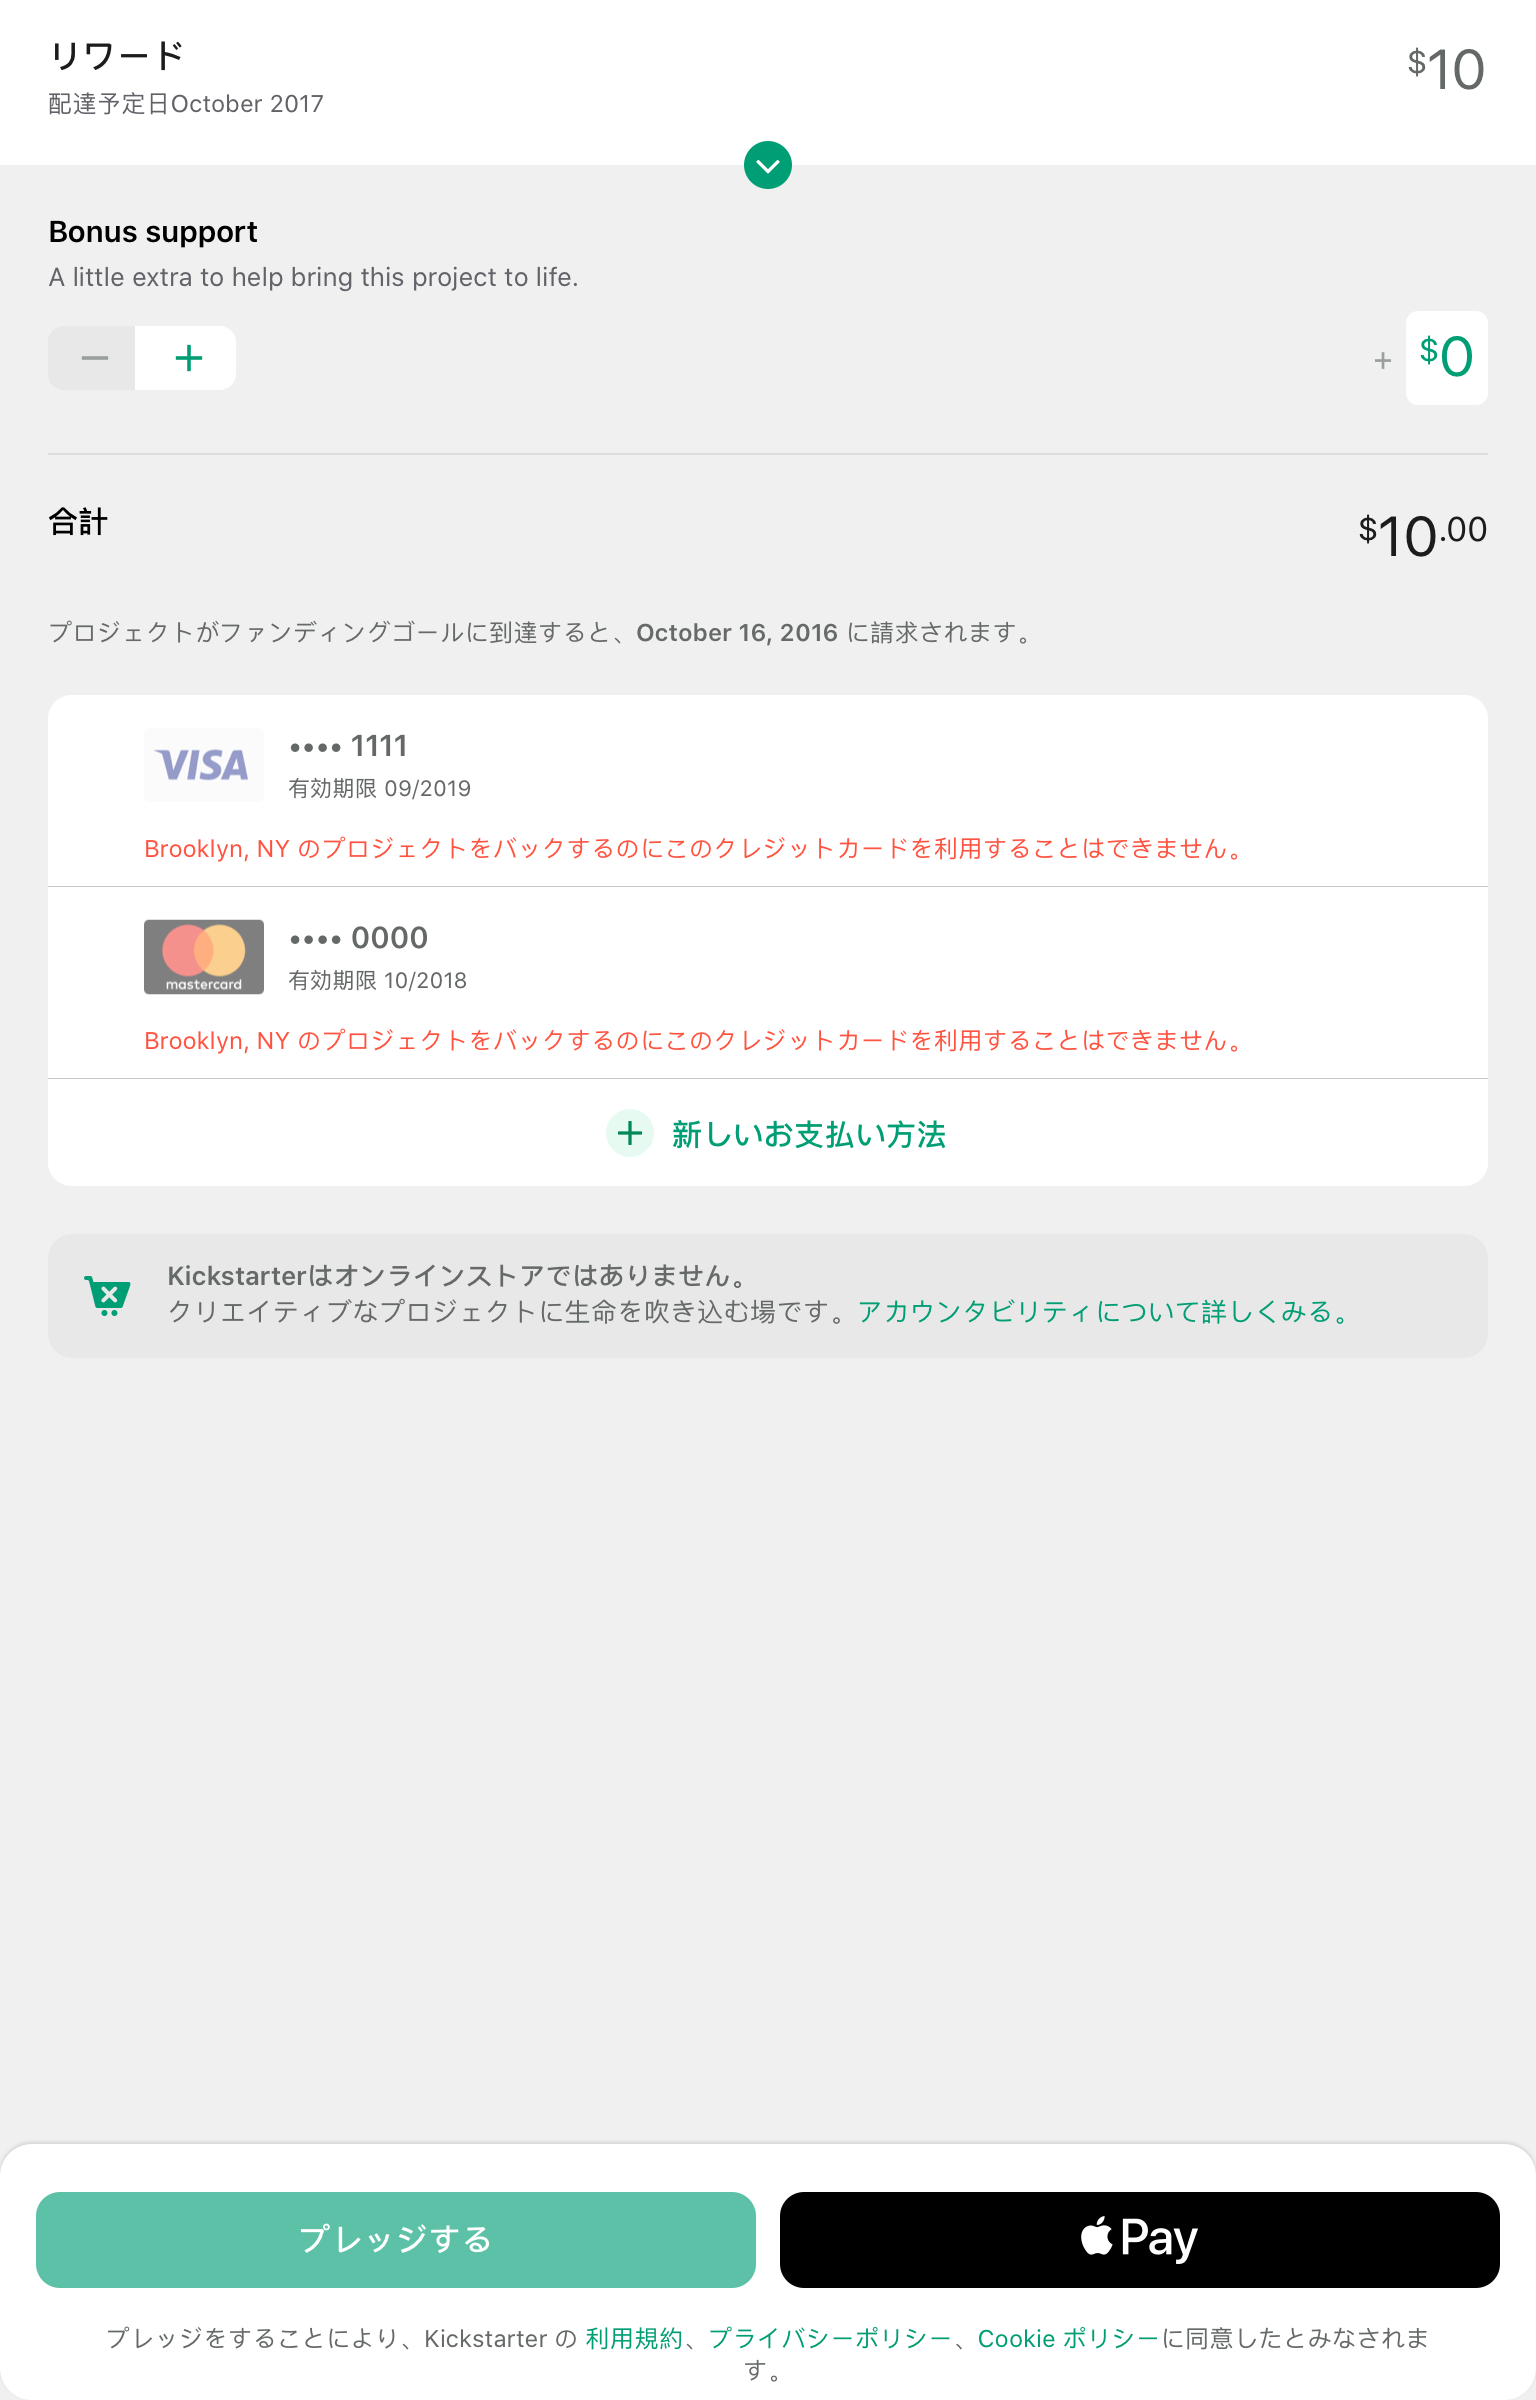 リワード
$10
配達予定日October 2017
Bonus support
A little extra to help bring this project to life.
+ $0
合計
$10.00
プロジェクトがファンディングゴールに到達すると、October 16, 2016 に請求されます。
VISA
•••• 1111
有効期限 09/2019
Brooklyn, NY のプロジェクトをバックするのにこのクレジットカードを利用することはできません。
mastercard
•••• 0000
有効期限 10/2018
Brooklyn, NY のプロジェクトをバックするのにこのクレジットカードを利用することはできません。
新しいお支払い方法
Kickstarterはオンラインストアではありません。
クリエイティブなプロジェクトに生命を吹き込む場です。アカウンタビリティについて詳しくみる。
プレッジする
Pay
プレッジをすることにより、Kickstarter の 利用規約、プライバシーポリシー、Cookie ポリシーに同意したとみなされま
す。